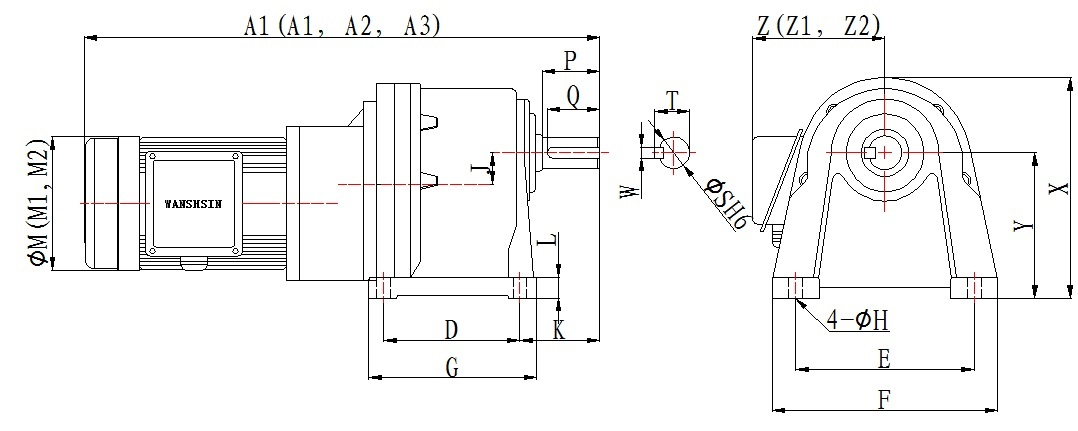 A1(A1, A2, A3)
Z(Z1, Z2)
P
Q
T
J
W
ΦSH6
ΦM(M1, M2)
WANSHSIN
L
X
Y
4-ΦH
D
K
E
G
F